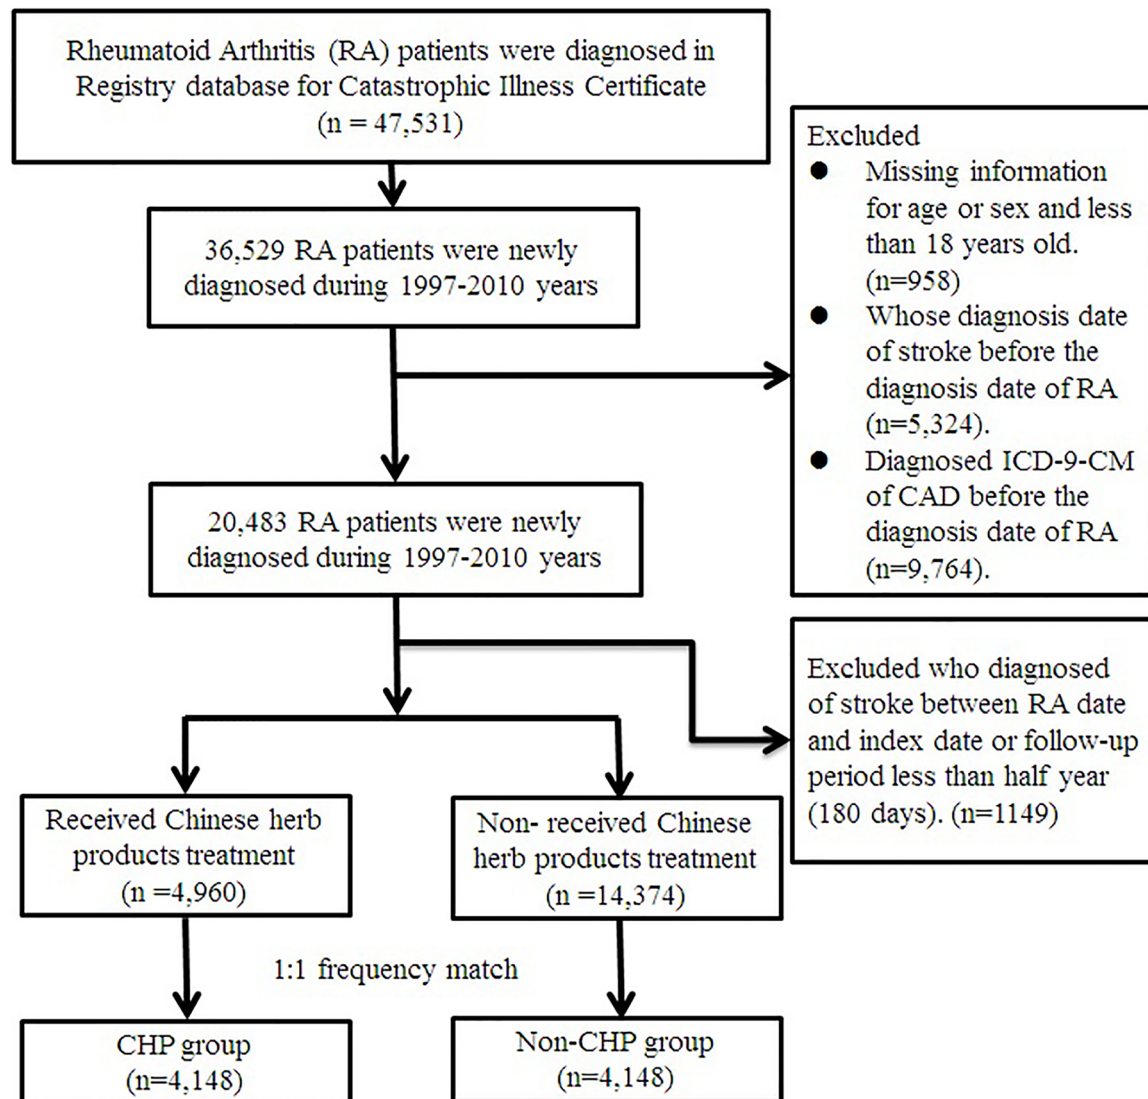 Rheumatoid Arthritis (RA) patients were diagnosed in
Registry database for Catastrophic Illness Certificate
(n = 47,531)
36,529 RA patients were newly
diagnosed during 1997-2010 years
Excluded
● Missing information
for age or sex and less
than 18 years old.
(n=958)
● Whose diagnosis date
of stroke before the
diagnosis date of RA
(n=5,324).
● Diagnosed ICD-9-CM
of CAD before the
diagnosis date of RA
(n=9,764).
20,483 RA patients were newly
diagnosed during 1997-2010 years
Excluded who diagnosed
of stroke between RA date
and index date or follow-up
period less than half year
(180 days). (n=1149)
Received Chinese herb
products treatment
(n =4,960)
Non- received Chinese
herb products treatment
(n =14,374)
1:1 frequency match
CHP group
(n=4,148)
Non-CHP group
(n=4,148)